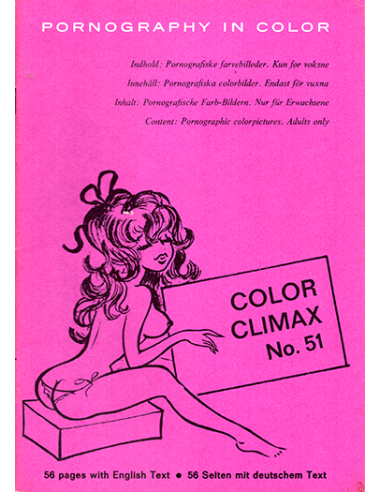 PORNOGRAPHY IN COLOR
Indhold: Pornografiske farvebilleder. Kun for voksne
Innehåll: Pornografiska colorbilder. Endast för vuxna
Inhalt: Pornografische Farb-Bildern. Nur für Erwachsene
Content: Pornographic colorpictures. Adults only
COLOR
CLIMAX
No. 51
56 pages with English Text ● 56 Seiten mit deutschem Text